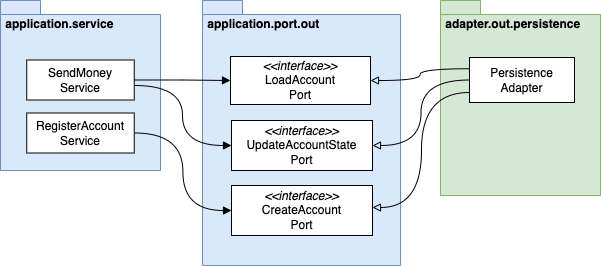 application.service
SendMoney
Service
RegisterAccount
Service
application.port.out
<<interface>>
LoadAccount
Port
<<interface>>
UpdateAccountState
Port
<<interface>>
CreateAccount
Port
adapter.out.persistence
Persistence
Adapter